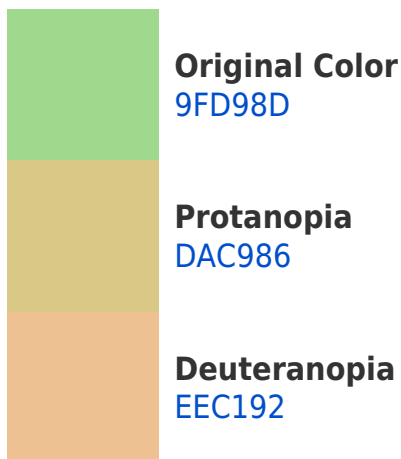 Original Color
9FD98D
Protanopia
DAC986
Deuteranopia
EEC192